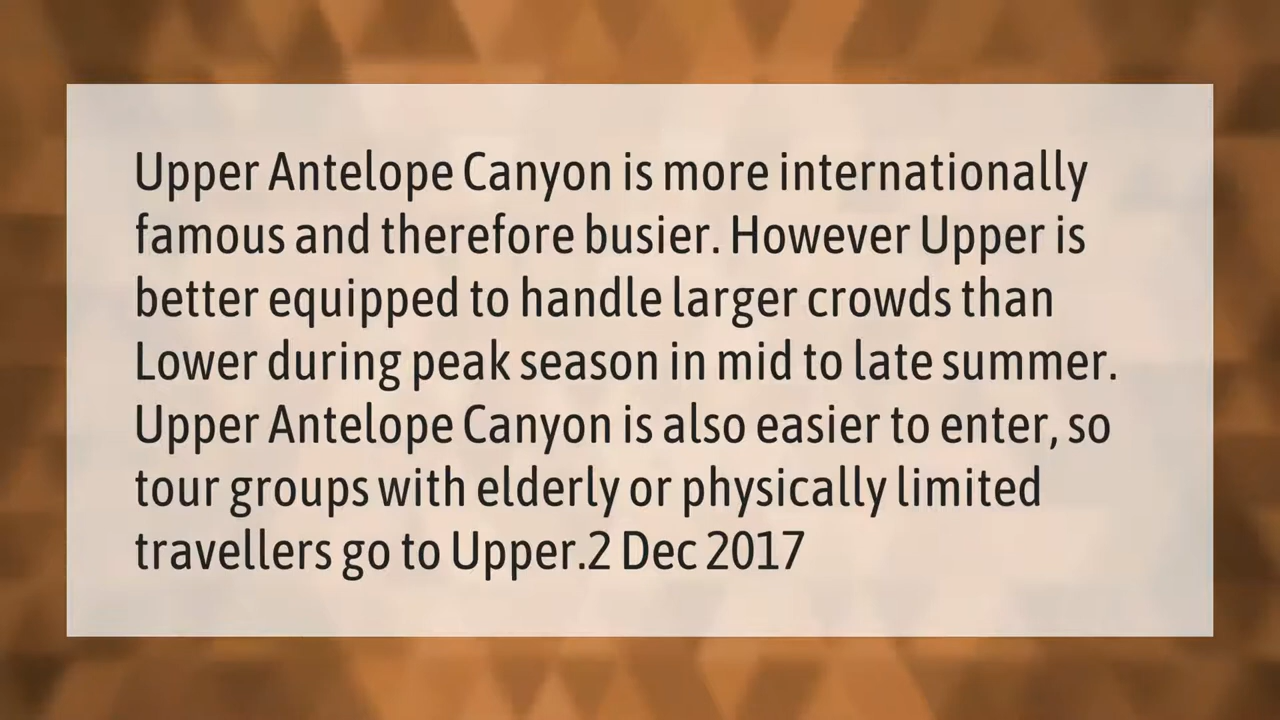 Upper Antelope Canyon is more internationally
famous and therefore busier. However Upper is
better equipped to handle larger crowds than
Lower during peak season in mid to late summer.
Upper Antelope Canyon is also easier to enter, so
tour groups with elderly or physically limited
travellers go to Upper.2 Dec 2017